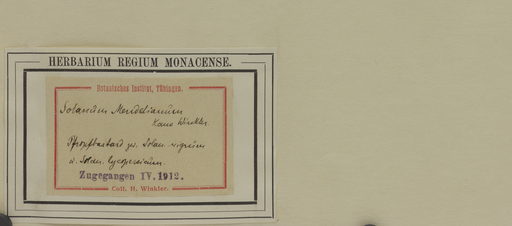 HERBARIUM REGIUM MONACENSE.
Botanisches Institut, Tübingen.
Solanum
Hans Winkler.
Pfropfbastard zw. Solan. nigrum
u. Solan. lycopersicum.
Zugegangen IV. 1912.
Coll. H. Winkler.